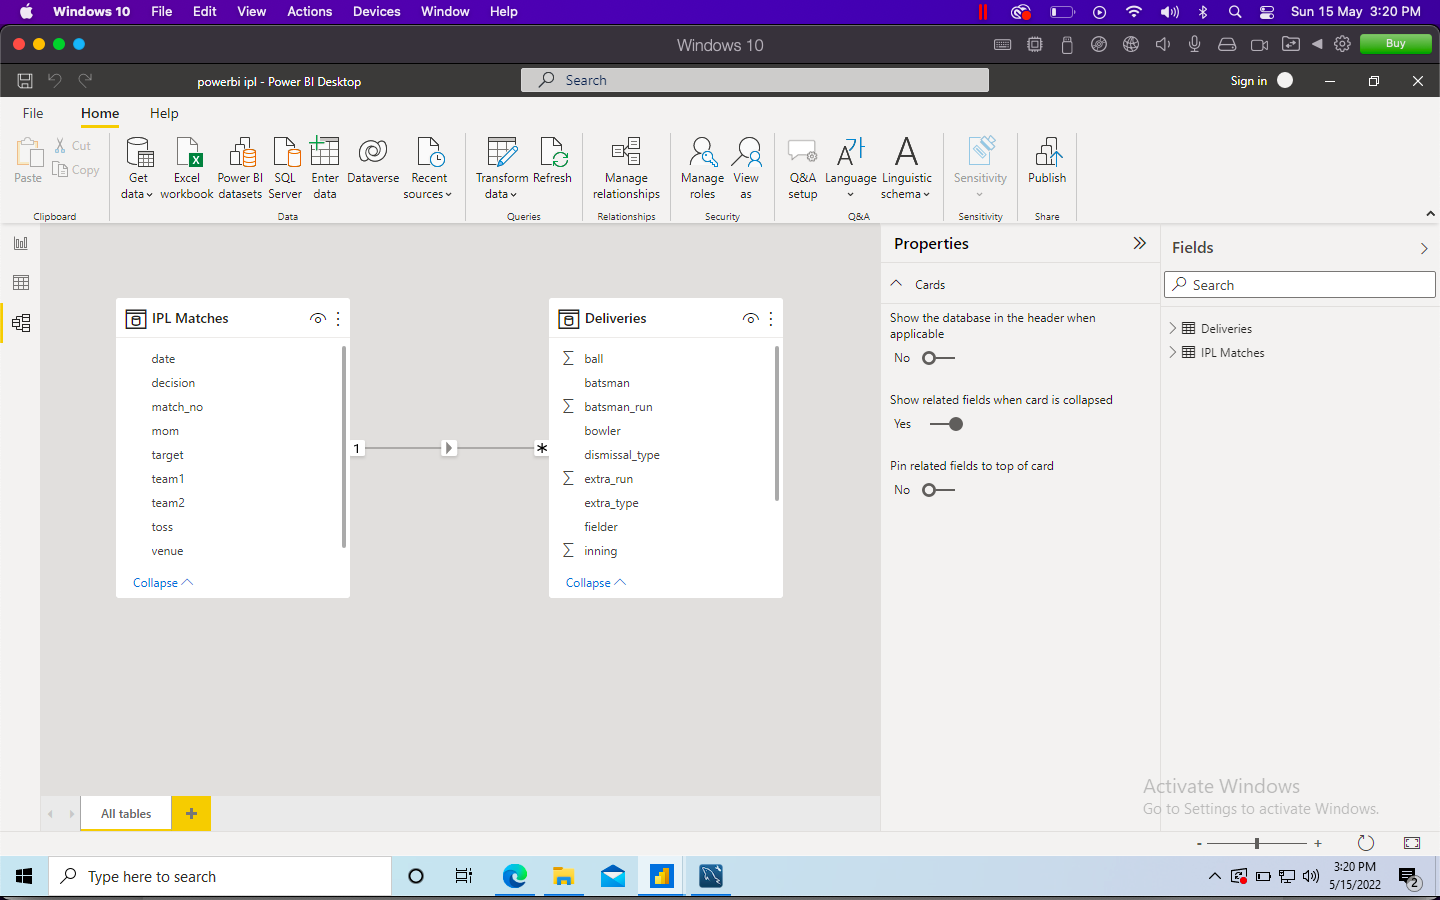 Windows 10 File Edit View Actions Devices Window Help Sun 15 May 3:20 PM
Windows 10 Buy
powerbi ipl - Power BI Desktop Search Sign in
File Home Help
Paste Cut Copy
Get data
Excel workbook
Power BI datasets
SQL Server
Enter data
Dataverse
Recent sources
Transform data
Refresh
Manage relationships
Manage roles
View as
Q&A setup
Language
Linguistic schema
Sensitivity
Publish
Clipboard Data Queries Relationships Security Q&A Sensitivity Share
IPL Matches
date
decision
match_no
mom
target
team1
team2
toss
venue
Collapse
1 *
Deliveries
∑ ball
batsman
∑ batsman_run
bowler
dismissal_type
∑ extra_run
extra_type
fielder
∑ inning
Collapse
Properties
Cards
Show the database in the header when
applicable
No
Show related fields when card is collapsed
Yes
Pin related fields to top of card
No
Fields
Search
Deliveries
IPL Matches
Activate Windows
Go to Settings to activate Windows.
All tables +
- +
Type here to search
3:20 PM
5/15/2022
2